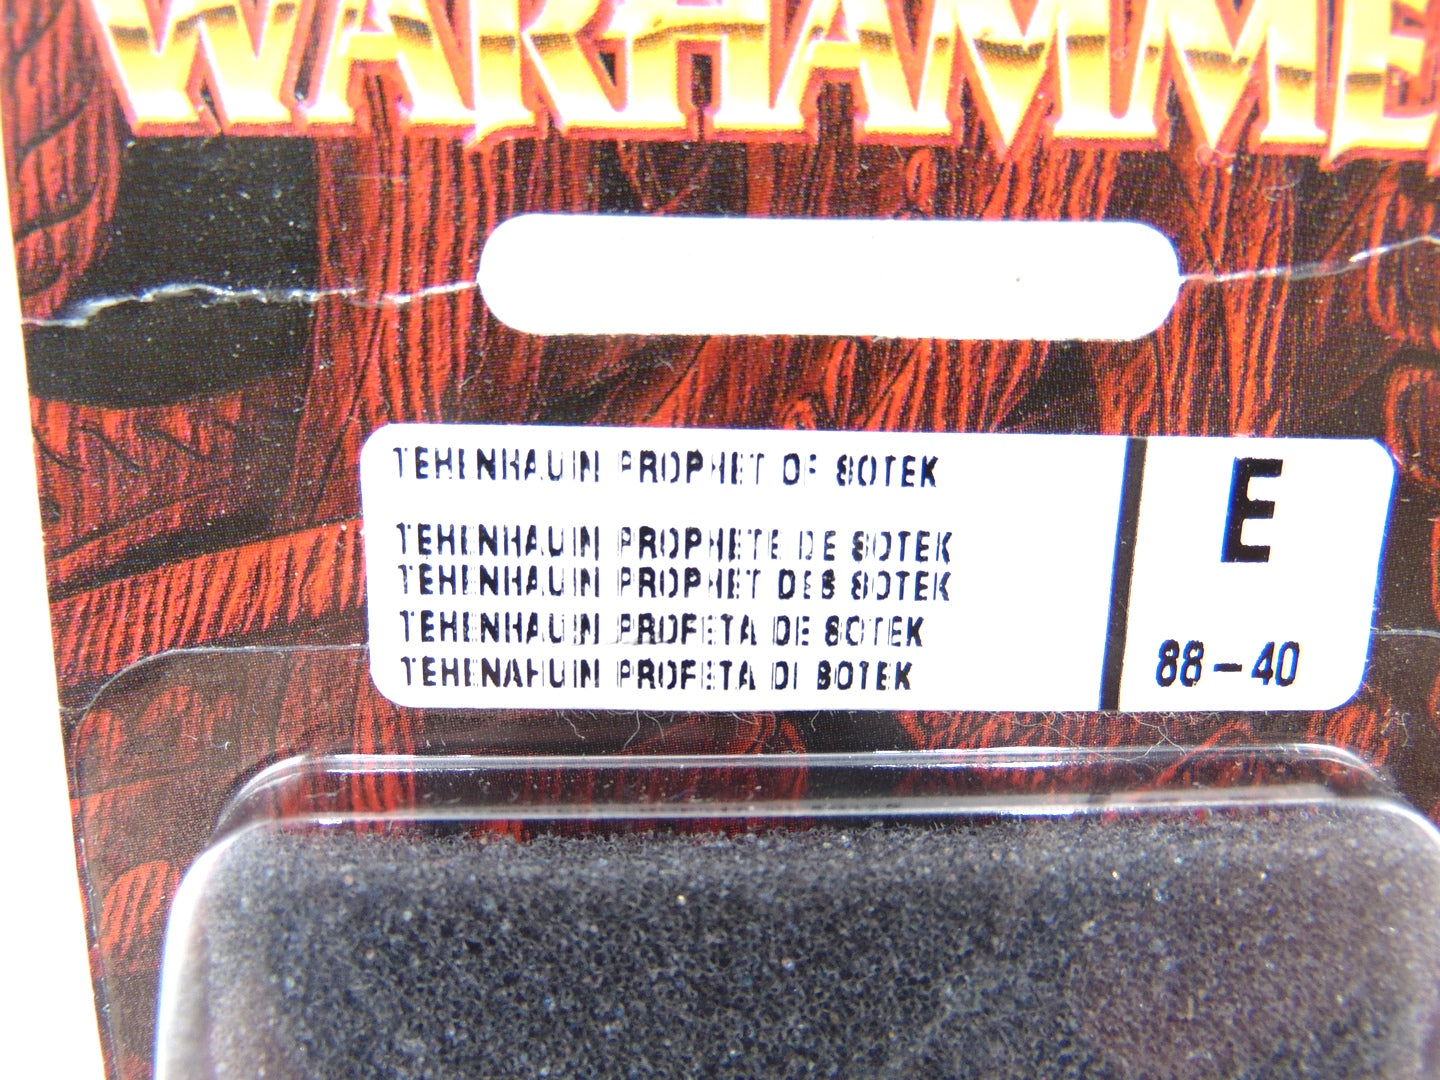 WARHAMME
TEHENHAUIN PROPHET OF SOTEK
E
TEHENHAUIN PROPHETE DE SOTEK
TEHENHAUIN PROPHET DES SOTEK
TEHENHAUIN PROFETA DE SOTEK
TEHENAHUIN PROFETA DI SOTEK
88-40